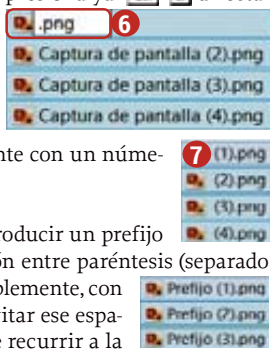 .png 6
Captura de pantalla (2).png
Captura de pantalla (3).png
Captura de pantalla (4).png
nte con un núme-
7 (1).png
(2).png
(3).png
(4).png
roducir un prefijo
ón entre paréntesis (separado
plemente, con
itar ese espa-
e recurrir a la
Prefijo (1).png
Prefijo (2).png
Prefijo (3).png